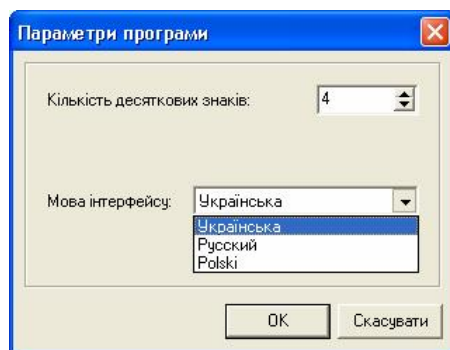 Параметри програми
Кількість десяткових знаків: 4
Мова інтерфейсу: Українська
Українська
Русский
Polski
OK Скасувати